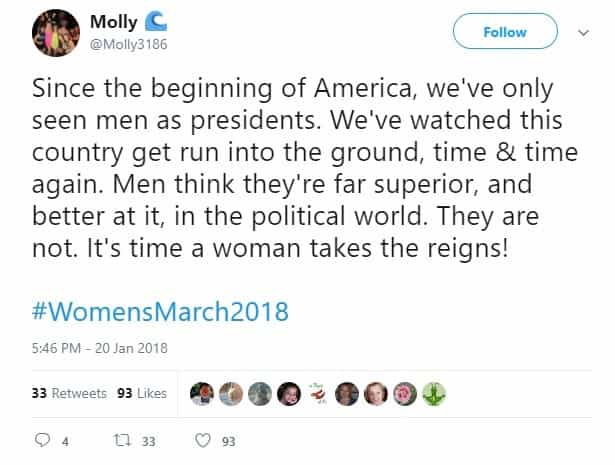 Molly 🌊
@Molly3186
Follow
Since the beginning of America, we've only
seen men as presidents. We've watched this
country get run into the ground, time & time
again. Men think they're far superior, and
better at it, in the political world. They are
not. It's time a woman takes the reigns!
#WomensMarch2018
5:46 PM - 20 Jan 2018
33 Retweets 93 Likes
4 33 93